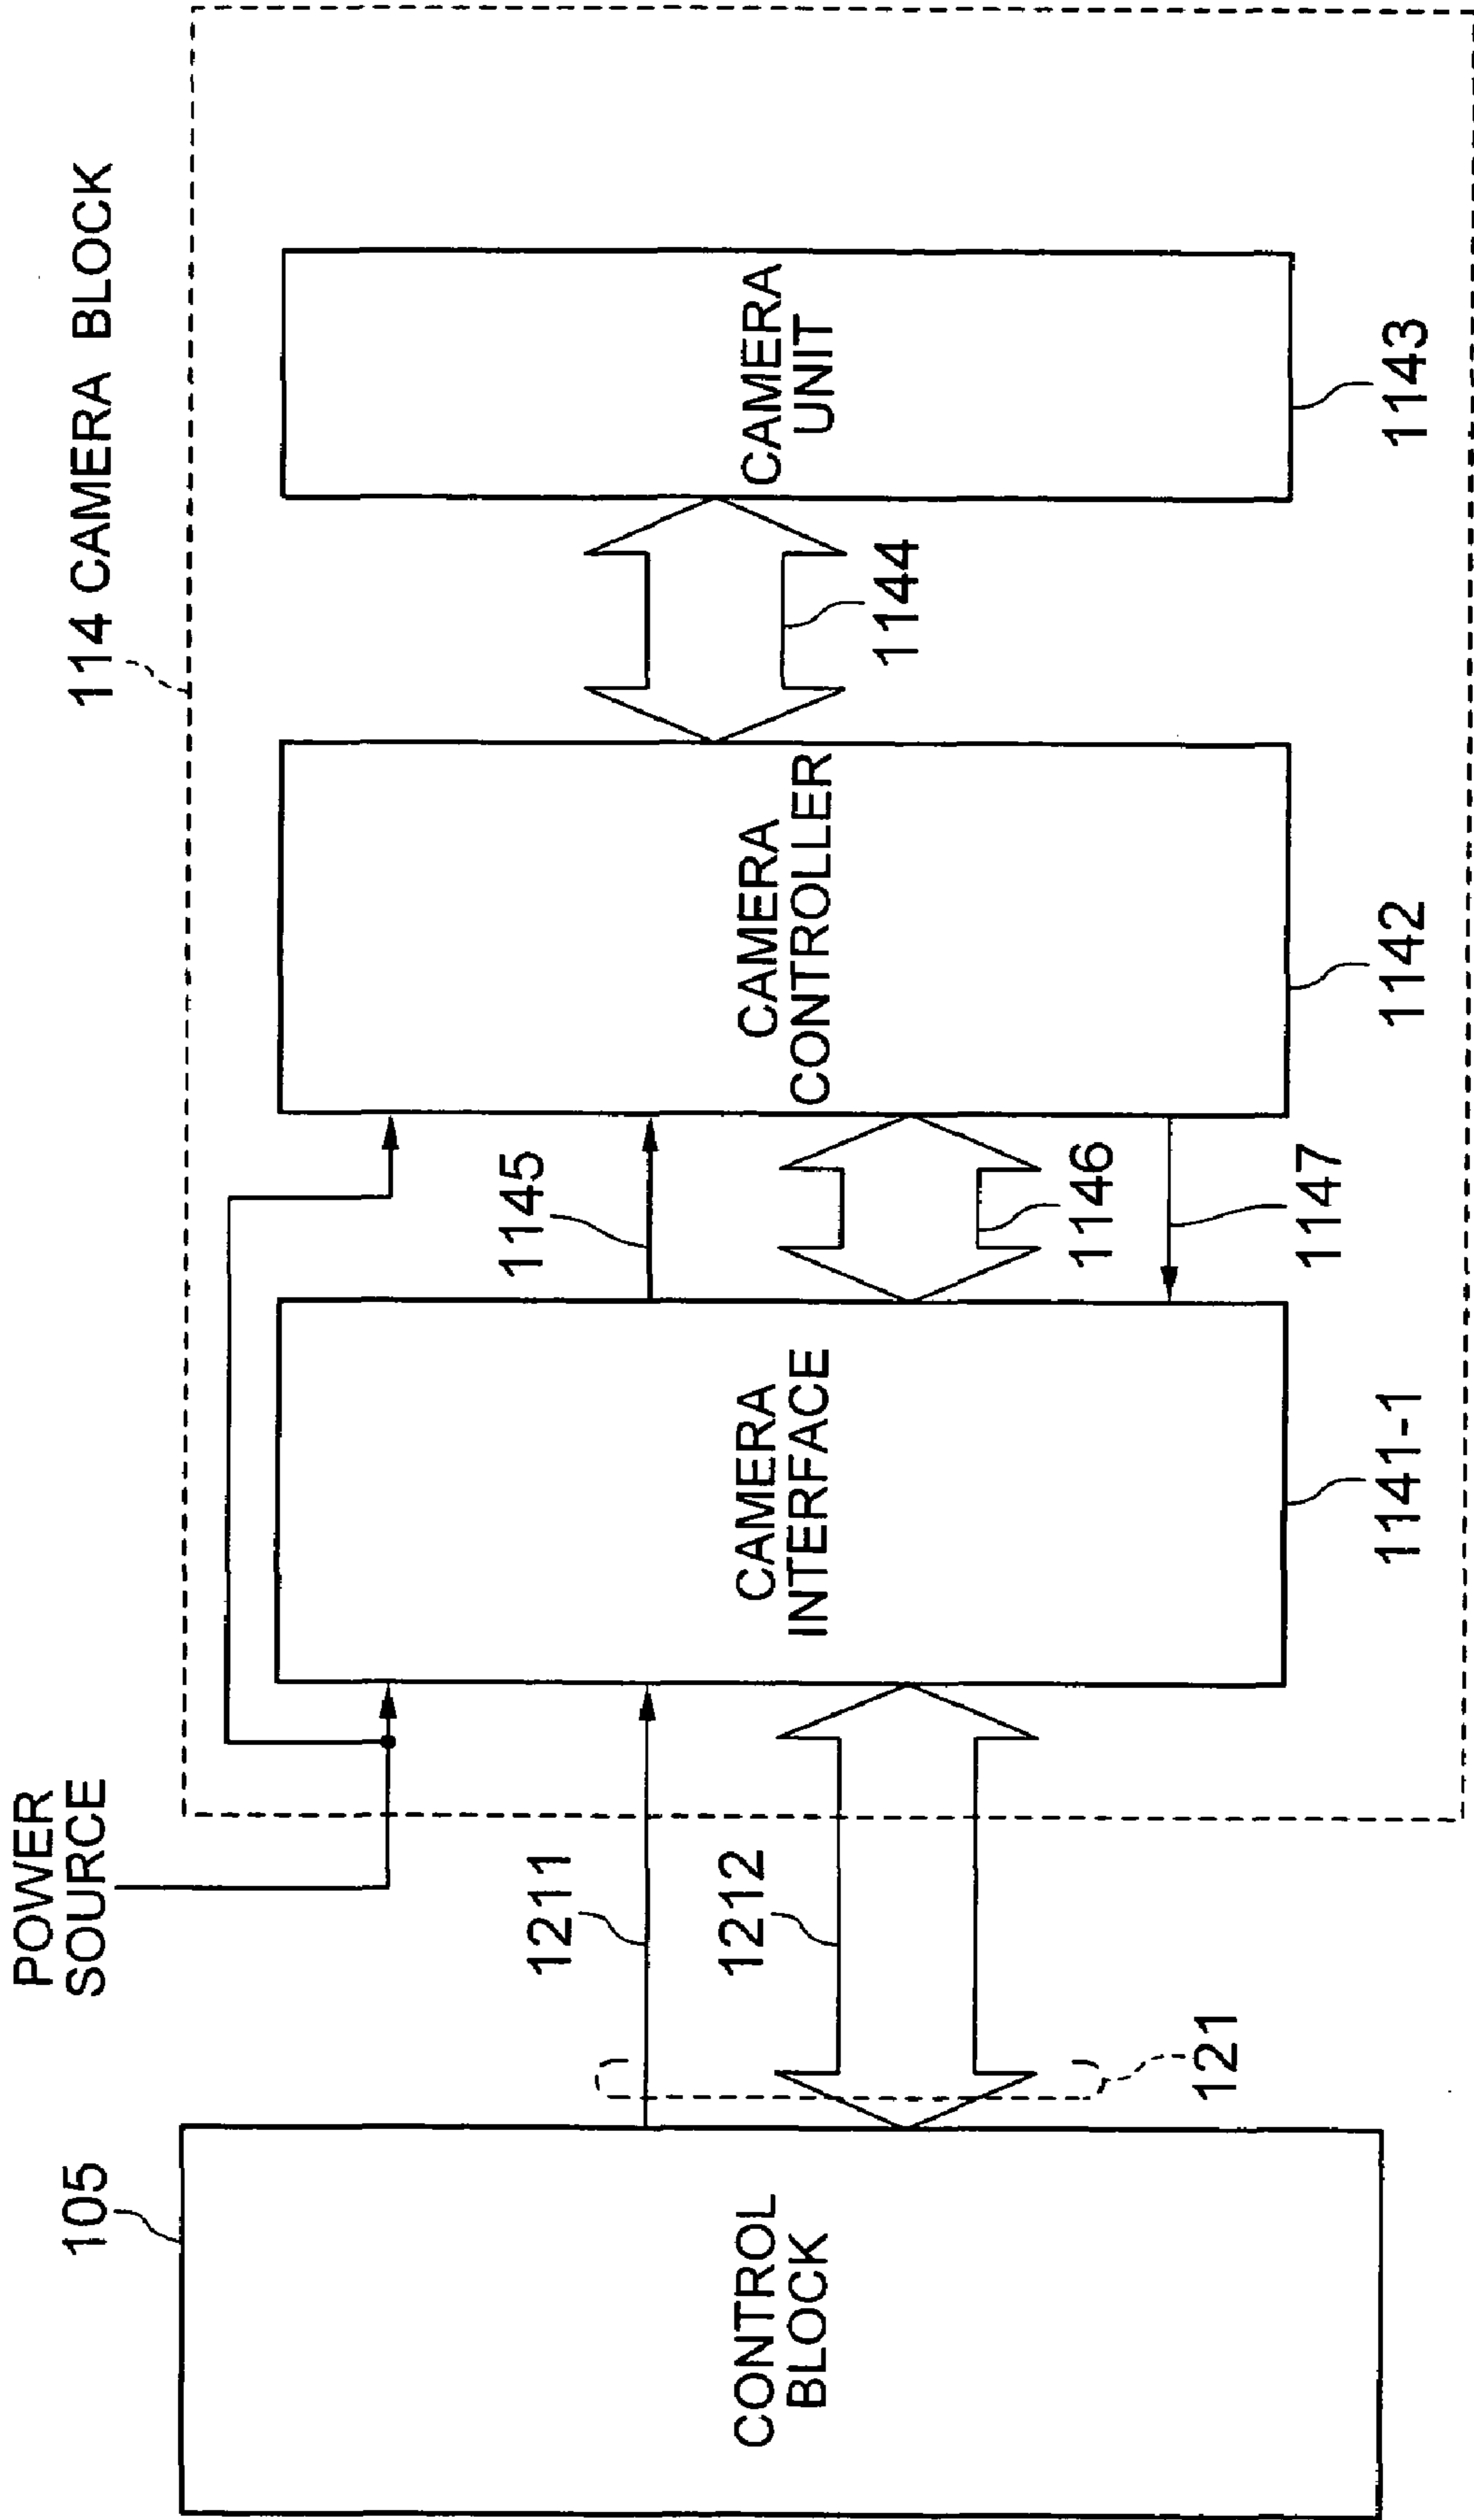 114 CAMERA BLOCK
POWER
SOURCE
105
CONTROL
BLOCK
1211
1212
121
CAMERA
INTERFACE
1141-1
1145
1146
1147
CAMERA
CONTROLLER
1142
1144
CAMERA
UNIT
1143